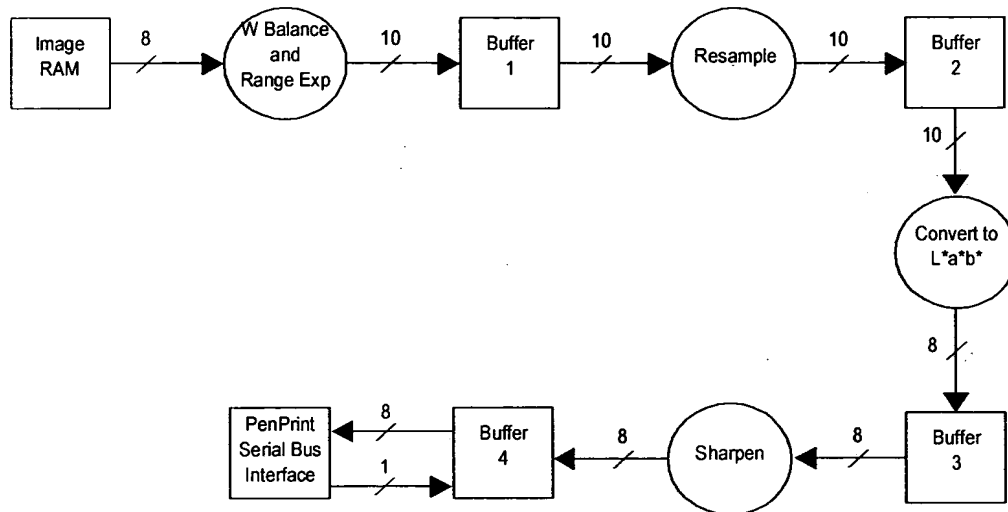 Image
RAM
8
W Balance
and
Range Exp
10
Buffer
1
10
Resample
10
Buffer
2
10
Convert to
L*a*b*
8
Buffer
3
8
Sharpen
8
Buffer
4
8
1
PenPrint
Serial Bus
Interface